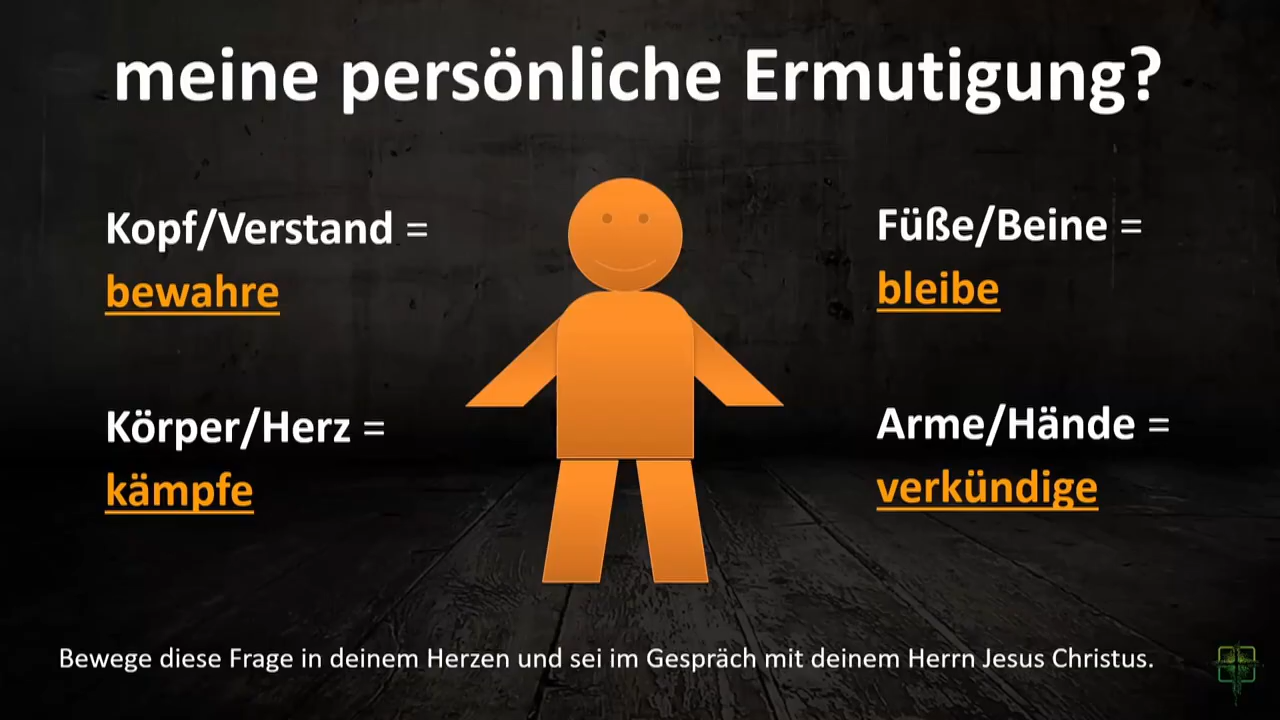 meine persönliche Ermutigung?
Kopf/Verstand =
bewahre
Körper/Herz =
kämpfe
Füße/Beine =
bleibe
Arme/Hände =
verkündige
Bewege diese Frage in deinem Herzen und sei im Gespräch mit deinem Herrn Jesus Christus.